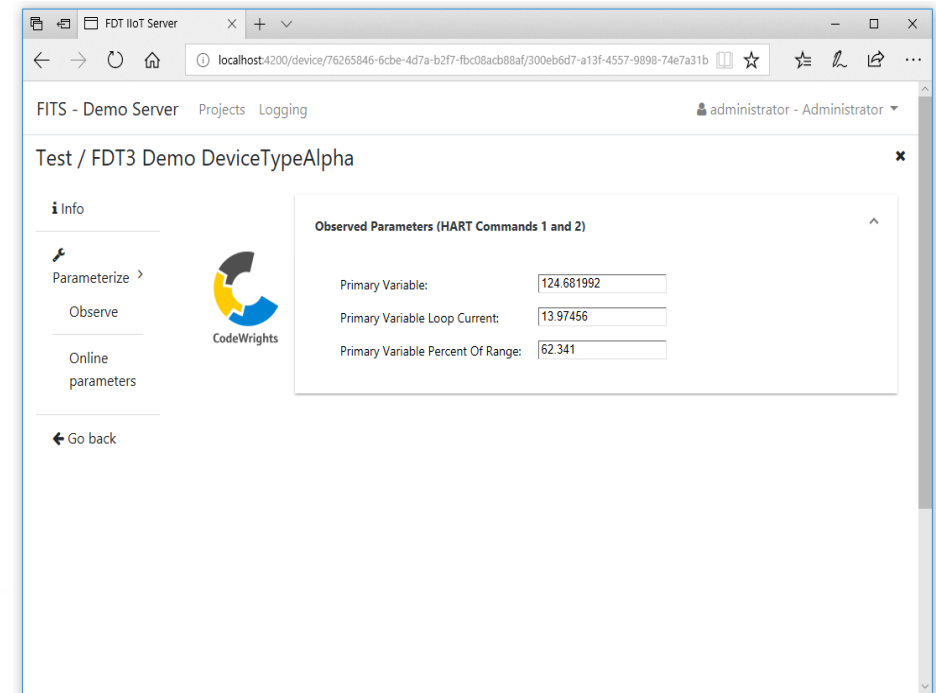 FDT IIoT Server
localhost:4200/device/76265846-6cbe-4d7a-b2f7-fbc08acb88af/300eb6d7-a13f-4557-9898-74e7a31b
FITS - Demo Server Projects Logging administrator - Administrator
Test / FDT3 Demo DeviceTypeAlpha
Info
Parameterize
Observe
Online
parameters
Go back
CodeWrights
Observed Parameters (HART Commands 1 and 2)
Primary Variable: 124.681992
Primary Variable Loop Current: 13.97456
Primary Variable Percent Of Range: 62.341